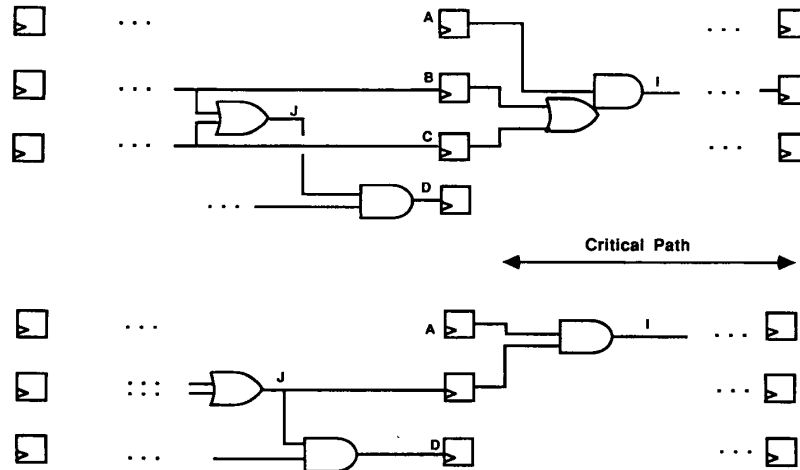 A
. . .
. . .
B
I
. . .
. . .
J
C
. . .
. . .
D
. . .
Critical Path
A
I
. . .
. . .
J
. . .
. . .
. . .
D
. . .
. . .